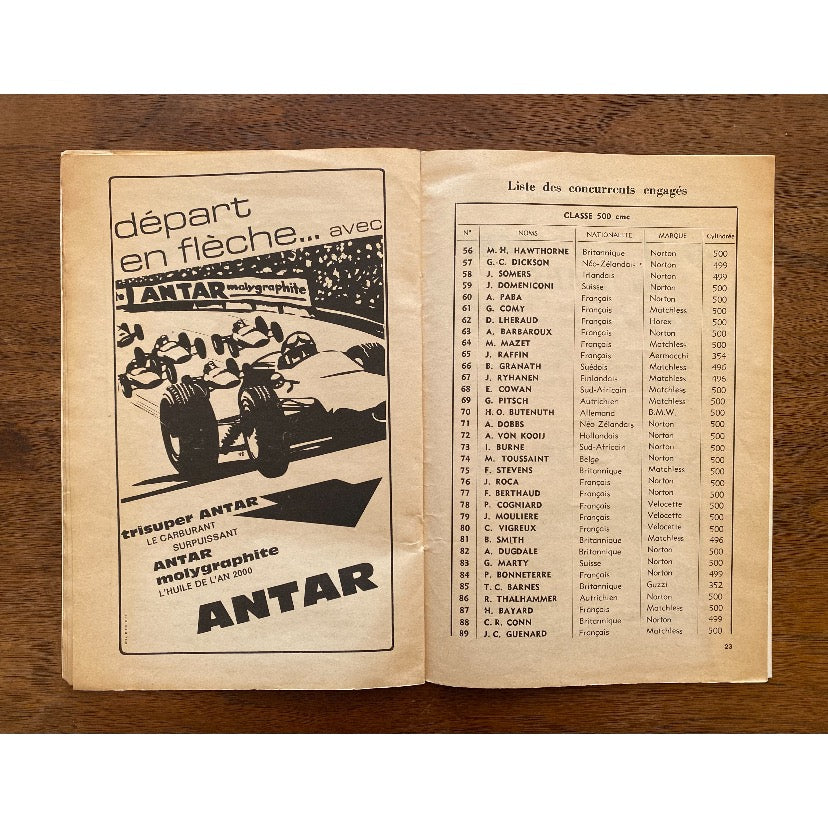 départ
en flèche... avec
ANTAR molygraphite
trisuper ANTAR
LE CARBURANT
SURPUISSANT
ANTAR
molygraphite
L'HUILE DE L'AN 2000
ANTAR
Liste des concurrents engagés
CLASSE 500 cmc
N° NOMS NATIONALITÉ MARQUE Cylindrée
56 M. H. HAWTHORNE Britannique Norton 500
57 G.-C. DICKSON Néo-Zélandais Norton 499
58 J. SOMERS Irlandais Norton 499
59 J. DOMENICONI Suisse Norton 500
60 A. PABA Français Norton 500
61 G. COMY Français Matchless 500
62 D. LHERAUD Français Horex 500
63 A. BARBAROUX Français Norton 500
64 M. MAZET Français Matchless 500
65 J. RAFFIN Français Aermacchi 354
66 B. GRANATH Suédois Matchless 496
67 J. RYHANEN Finlandais Matchless 496
68 E. COWAN Sud-Africain Matchless 500
69 G. PITSCH Autrichien Matchless 500
70 H. O. BUTENUTH Allemand B.M.W. 500
71 A. DOBBS Néo Zélandais Norton 500
72 A. VON KOOIJ Hollandais Norton 500
73 I. BURNE Sud-Africain Norton 500
74 M. TOUSSAINT Belge Norton 500
75 F. STEVENS Britannique Matchless 500
76 J. ROCA Français Norton 500
77 F. BERTHAUD Français Norton 500
78 P. COGNIARD Français Velocette 500
79 J. MOULIERE Français Velocette 500
80 C. VIGREUX Français Velocette 500
81 B. SMITH Britannique Matchless 496
82 A. DUGDALE Britannique Norton 500
83 G. MARTY Suisse Norton 500
84 P. BONNETERRE Français Norton 499
85 T. C. BARNES Britannique Guzzi 352
86 R. THALHAMMER Autrichien Norton 500
87 H. BAYARD Français Matchless 500
88 C. R. CONN Britannique Norton 499
89 J. C. GUENARD Français Matchless 500
23